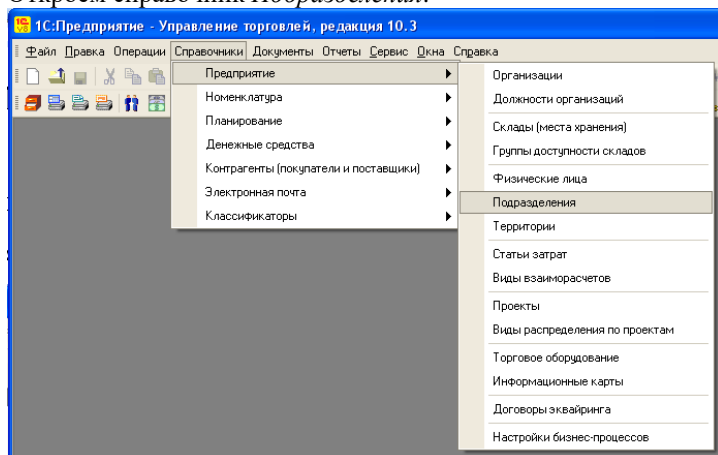 Откроем справочник Подразделения.
1С:Предприятие - Управление торговлей, редакция 10.3
Файл Правка Операции Справочники Документы Отчеты Сервис Окна Справка
Предприятие
Номенклатура
Планирование
Денежные средства
Контрагенты (покупатели и поставщики)
Электронная почта
Классификаторы
Организации
Должности организаций
Склады (места хранения)
Группы доступности складов
Физические лица
Подразделения
Территории
Статьи затрат
Виды взаиморасчетов
Проекты
Виды распределения по проектам
Торговое оборудование
Информационные карты
Договоры эквайринга
Настройки бизнес-процессов